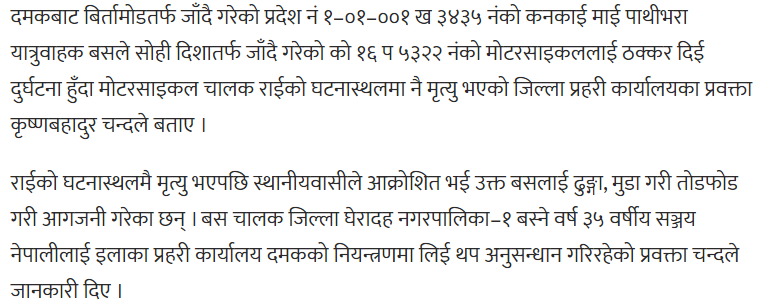 दमकबाट बिर्तामोडतर्फ जाँदै गरेको प्रदेश नं १–०१–००१ ख ३४३५ नंको कनकाई माई पाथीभरा
यात्रुवाहक बसले सोही दिशातर्फ जाँदै गरेको को १६ प ५३२२ नंको मोटरसाइकललाई ठक्कर दिई
दुर्घटना हुँदा मोटरसाइकल चालक राईको घटनास्थलमा नै मृत्यु भएको जिल्ला प्रहरी कार्यालयका प्रवक्ता
कृष्णबहादुर चन्दले बताए ।
राईको घटनास्थलमै मृत्यु भएपछि स्थानीयवासीले आक्रोशित भई उक्त बसलाई ढुङ्गा, मुडा गरी तोडफोड
गरी आगजनी गरेका छन् । बस चालक जिल्ला घेरादह नगरपालिका–१ बस्ने वर्ष ३५ वर्षीय सञ्जय
नेपालीलाई इलाका प्रहरी कार्यालय दमकको नियन्त्रणमा लिई थप अनुसन्धान गरिरहेको प्रवक्ता चन्दले
जानकारी दिए ।